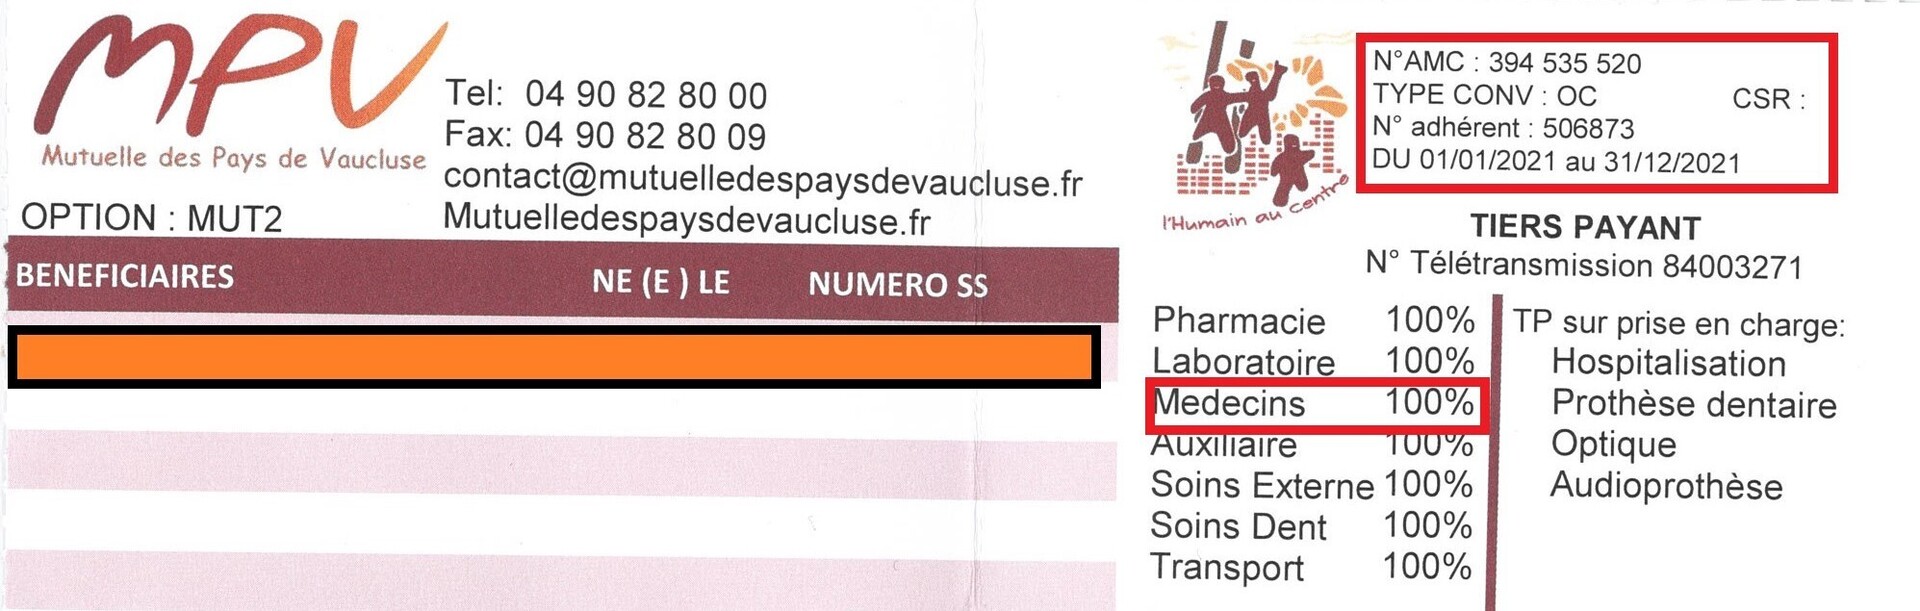 MPV
Mutuelle des Pays de Vaucluse
Tel: 04 90 82 80 00
Fax: 04 90 82 80 09
contact@mutuelledespaysdevaucluse.fr
Mutuelledespaysdevaucluse.fr
OPTION : MUT2
BENEFICIAIRES NE (E ) LE NUMERO SS
l'Humain au Centre
N°AMC : 394 535 520
TYPE CONV : OC CSR :
N° adhérent : 506873
DU 01/01/2021 au 31/12/2021
TIERS PAYANT
N° Télétransmission 84003271
Pharmacie 100%
Laboratoire 100%
Medecins 100%
Auxiliaire 100%
Soins Externe 100%
Soins Dent 100%
Transport 100%
TP sur prise en charge:
Hospitalisation
Prothèse dentaire
Optique
Audioprothèse